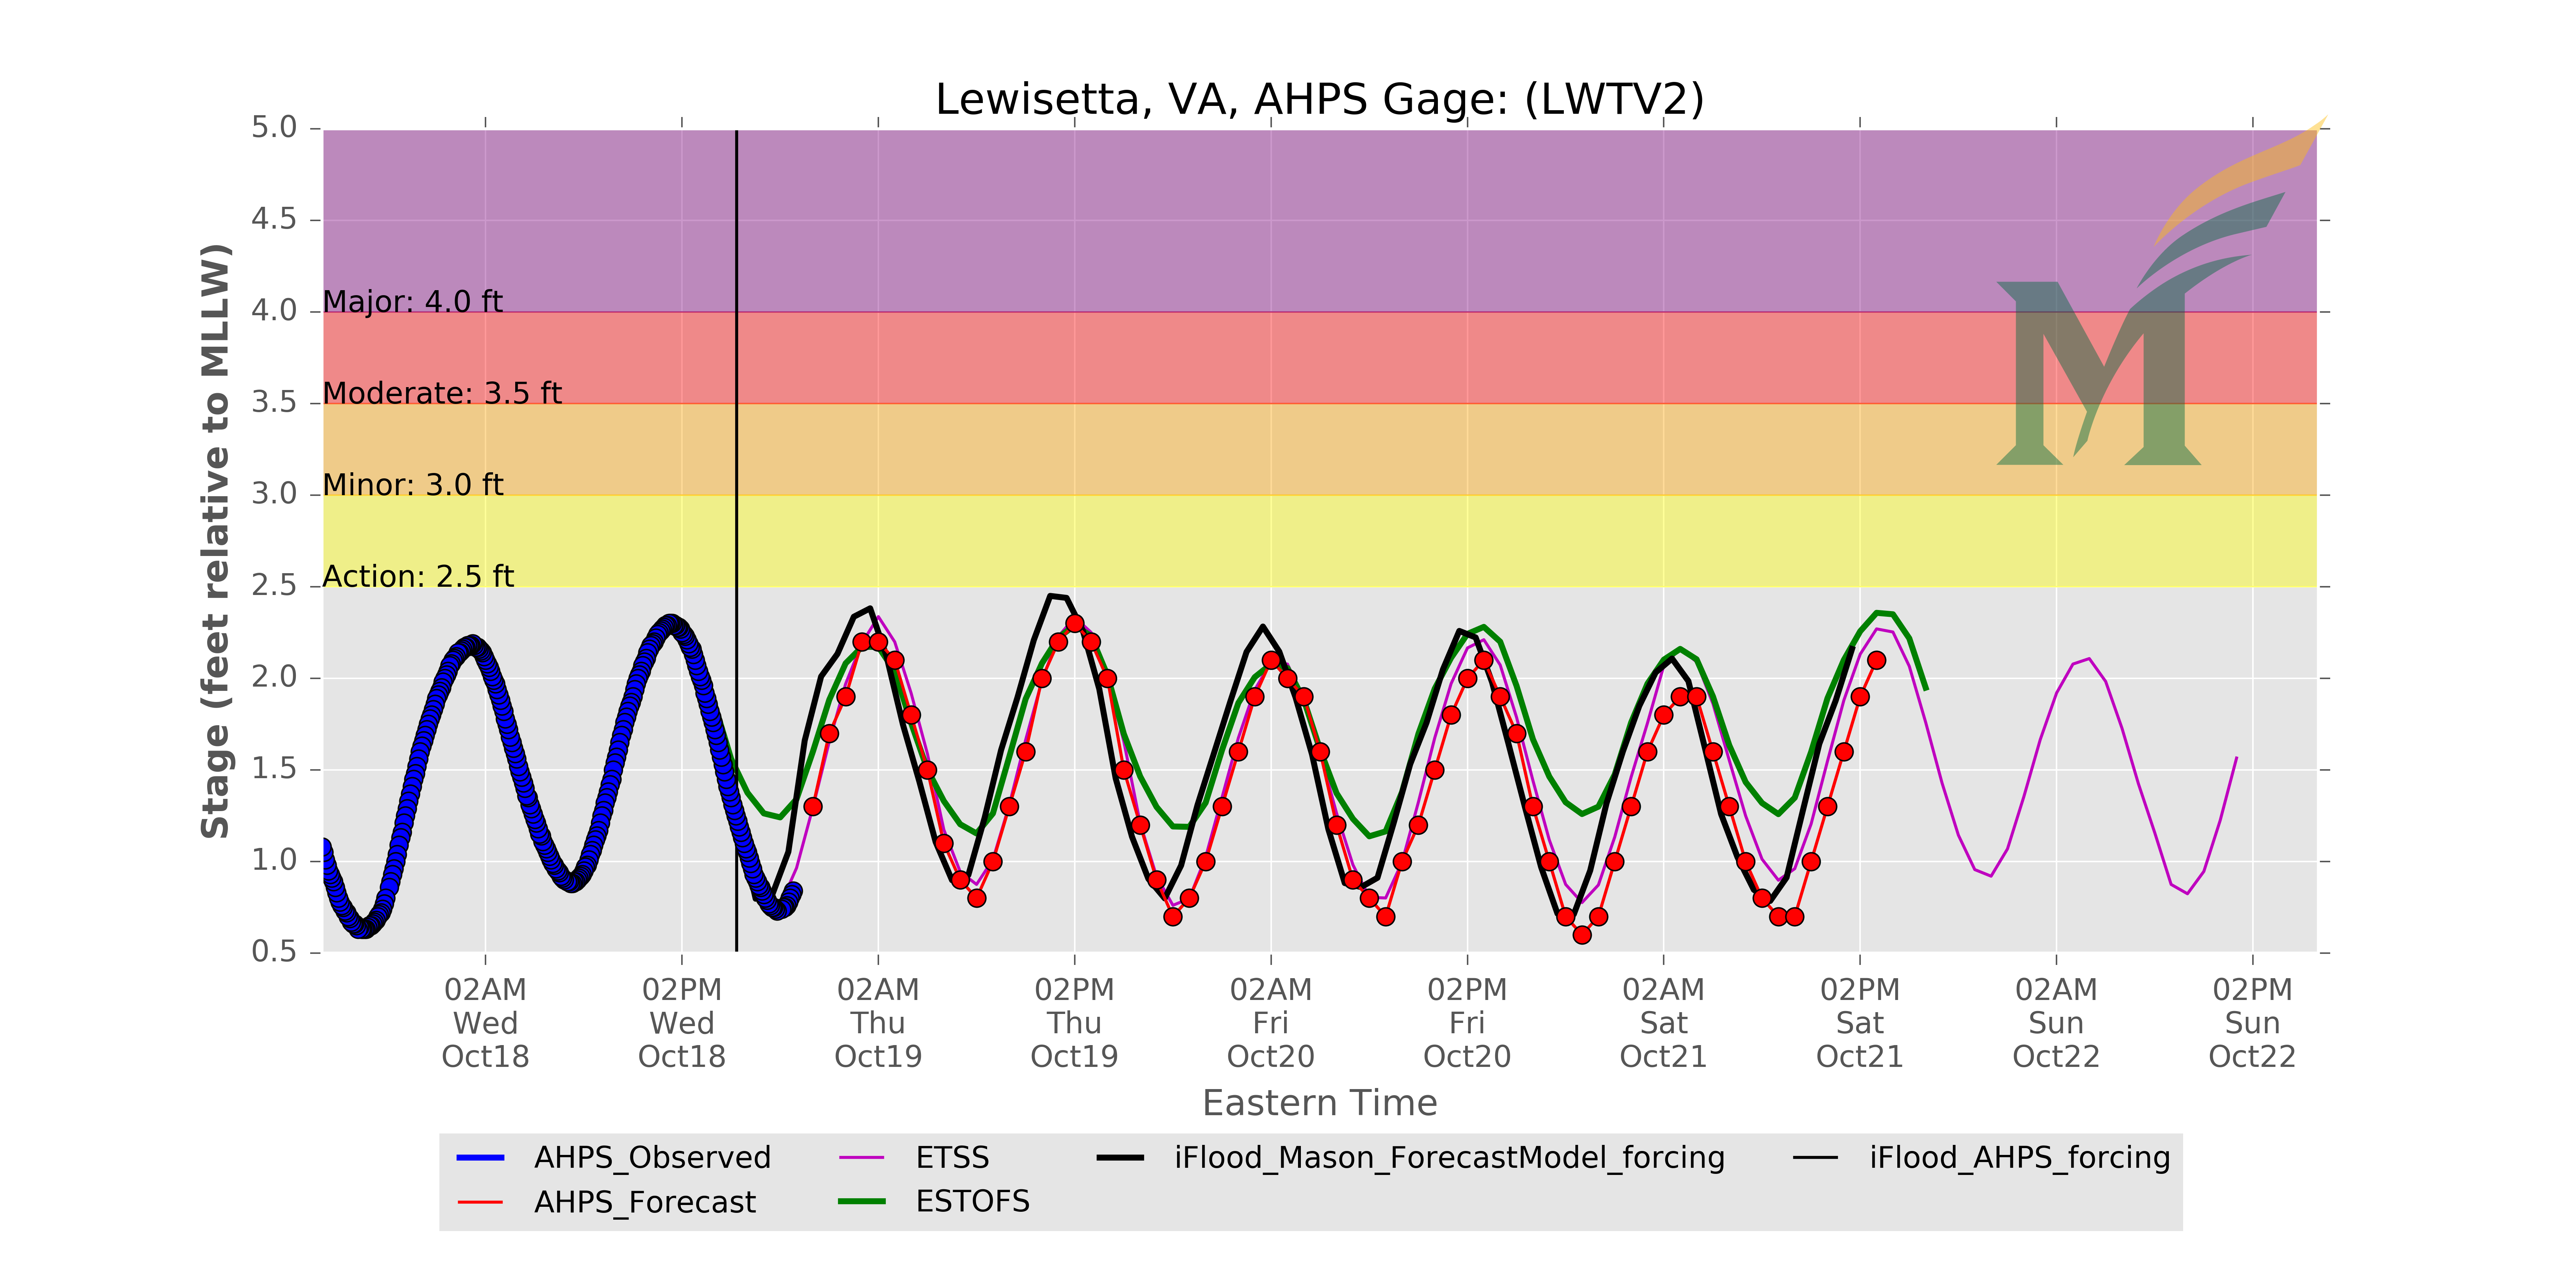 Lewisetta, VA, AHPS Gage: (LWTV2)
Stage (feet relative to MLLW)
5.0
4.5
4.0
3.5
3.0
2.5
2.0
1.5
1.0
0.5
Major: 4.0 ft
Moderate: 3.5 ft
Minor: 3.0 ft
Action: 2.5 ft
M
02AM 02PM 02AM 02PM 02AM 02PM 02AM 02PM 02AM 02PM
Wed Wed Thu Thu Fri Fri Sat Sat Sun Sun
Oct18 Oct18 Oct19 Oct19 Oct20 Oct20 Oct21 Oct21 Oct22 Oct22
Eastern Time
AHPS_Observed ETSS iFlood_Mason_ForecastModel_forcing iFlood_AHPS_forcing
AHPS_Forecast ESTOFS